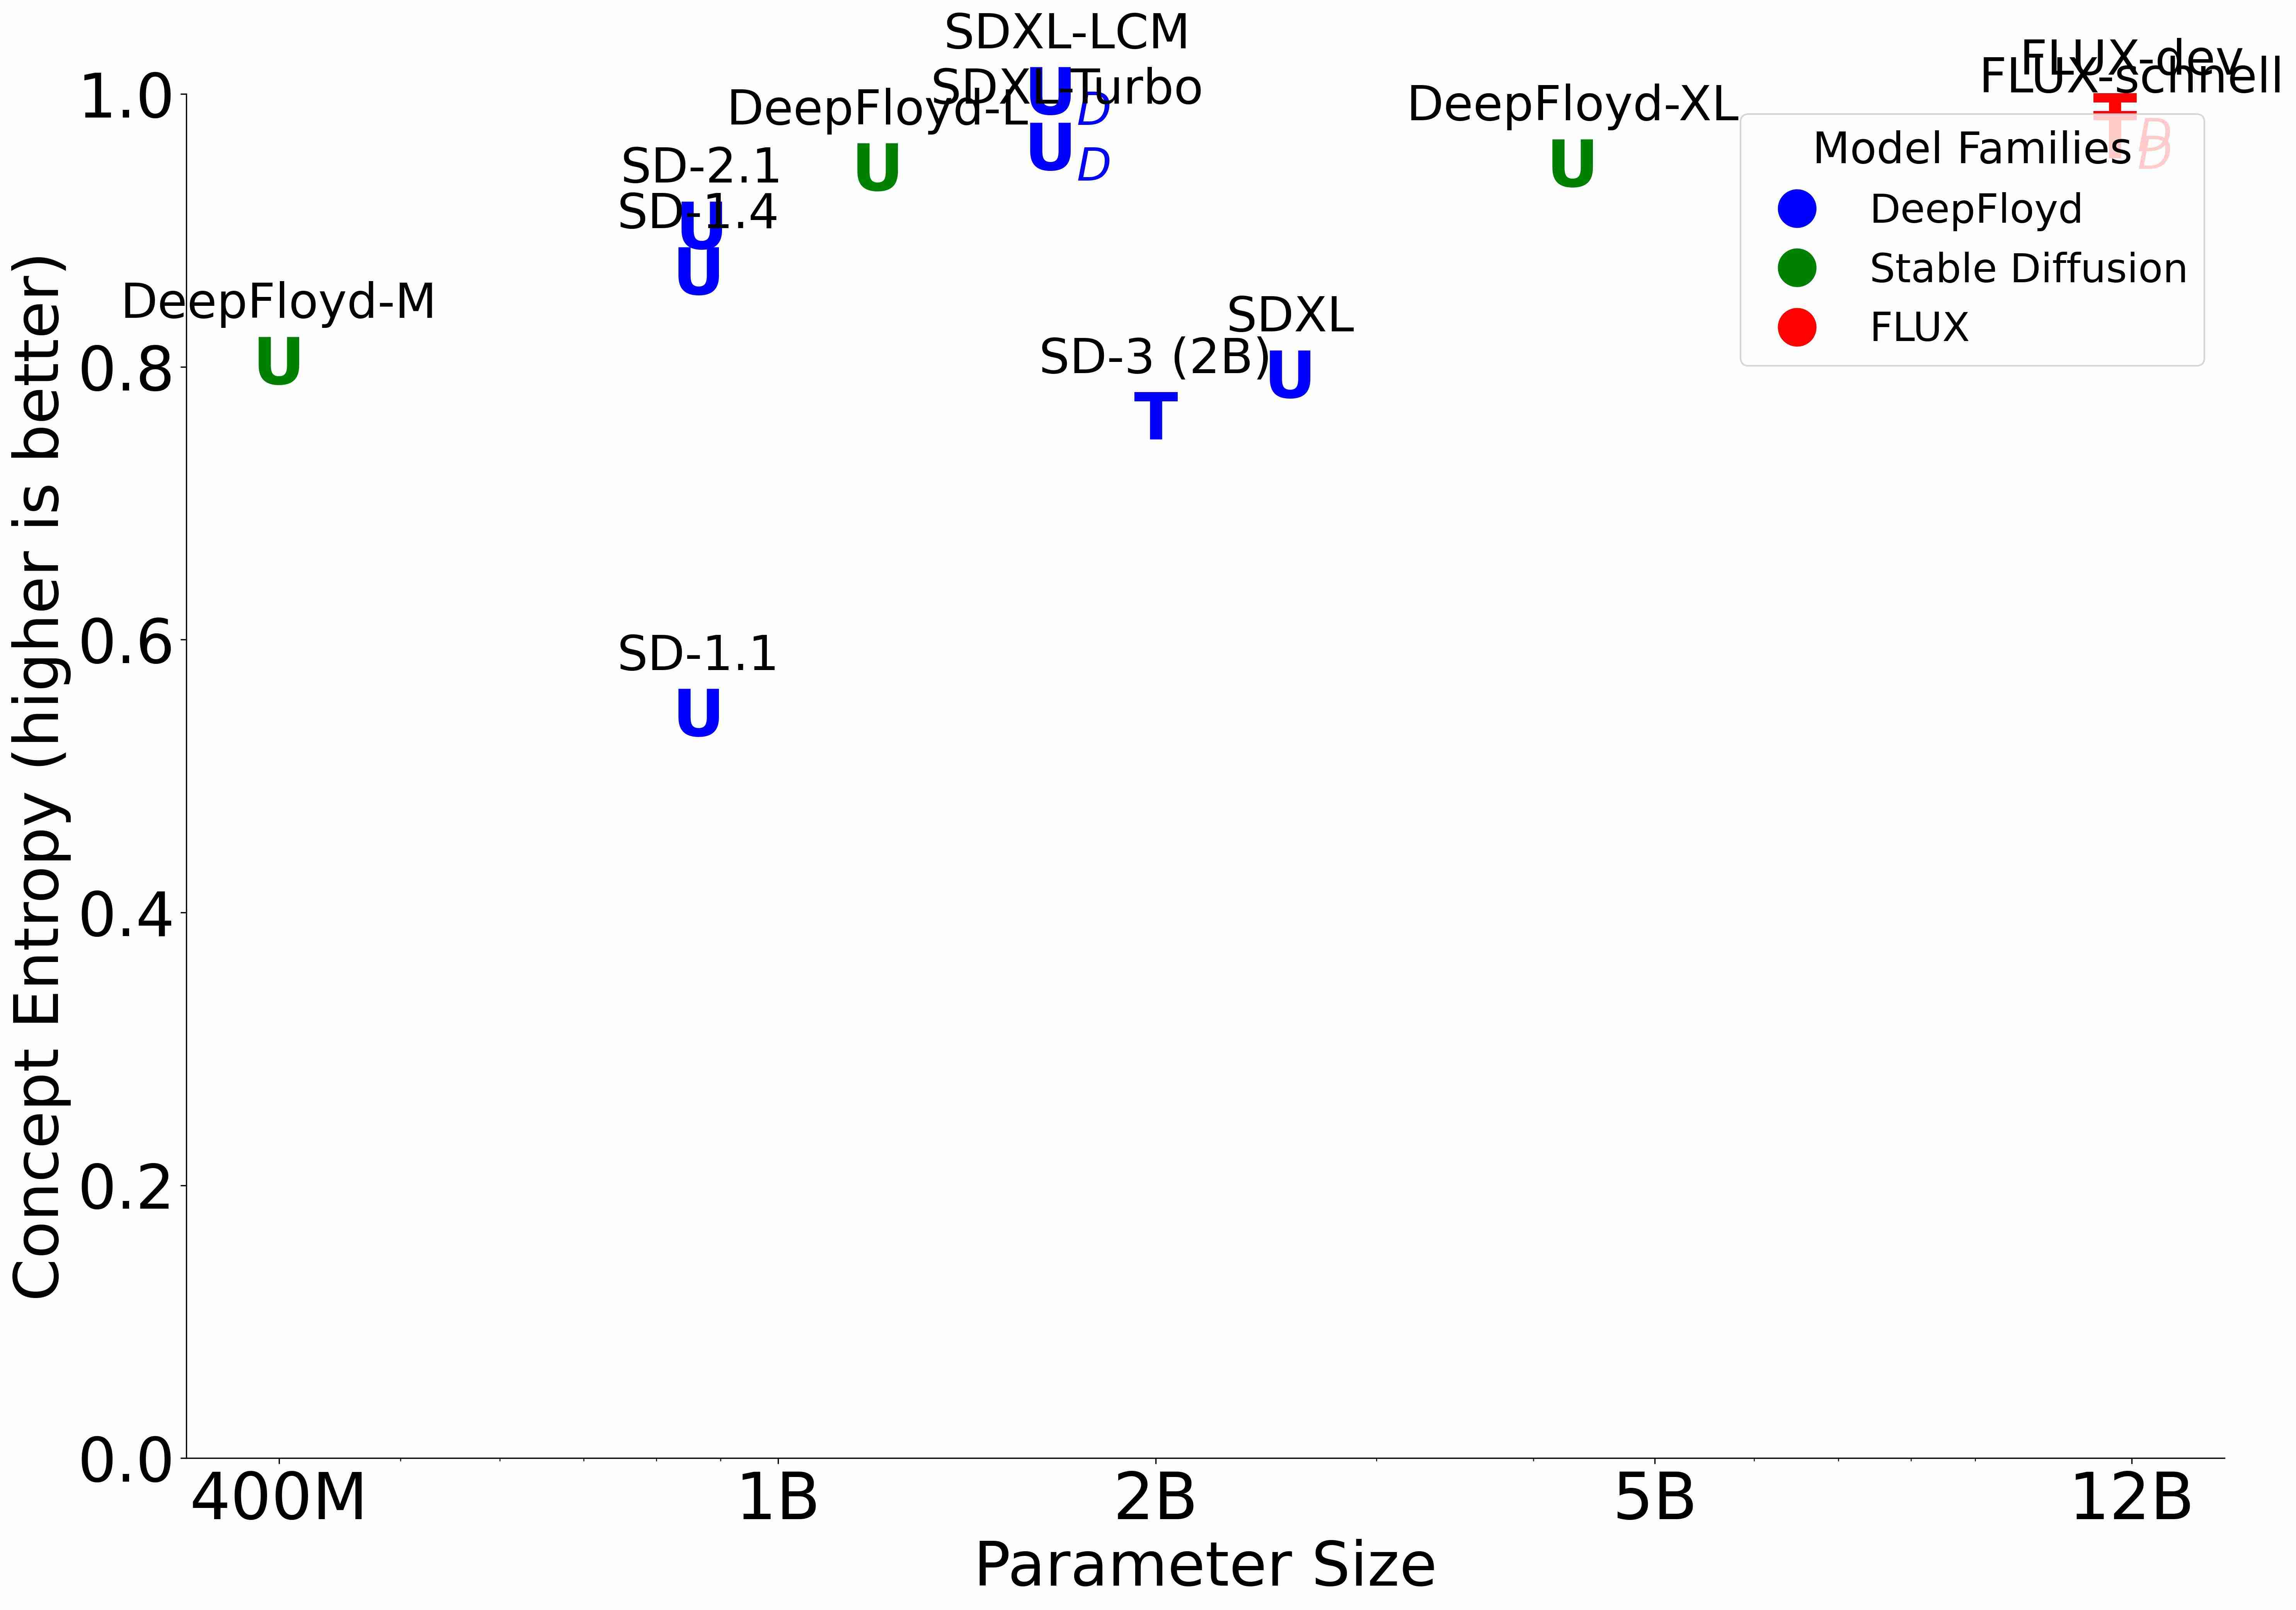 SDXL-LCM
U D
SDXL-Turbo
U D
FLUX-dev
T D
FLUX-schnell
T D
DeepFloyd-L
U
DeepFloyd-XL
U
SD-2.1
U
SD-1.4
U
DeepFloyd-M
U
SDXL
U
SD-3 (2B)
T
SD-1.1
U
Model Families
DeepFloyd
Stable Diffusion
FLUX
Concept Entropy (higher is better)
1.0
0.8
0.6
0.4
0.2
0.0
400M
1B
2B
5B
12B
Parameter Size